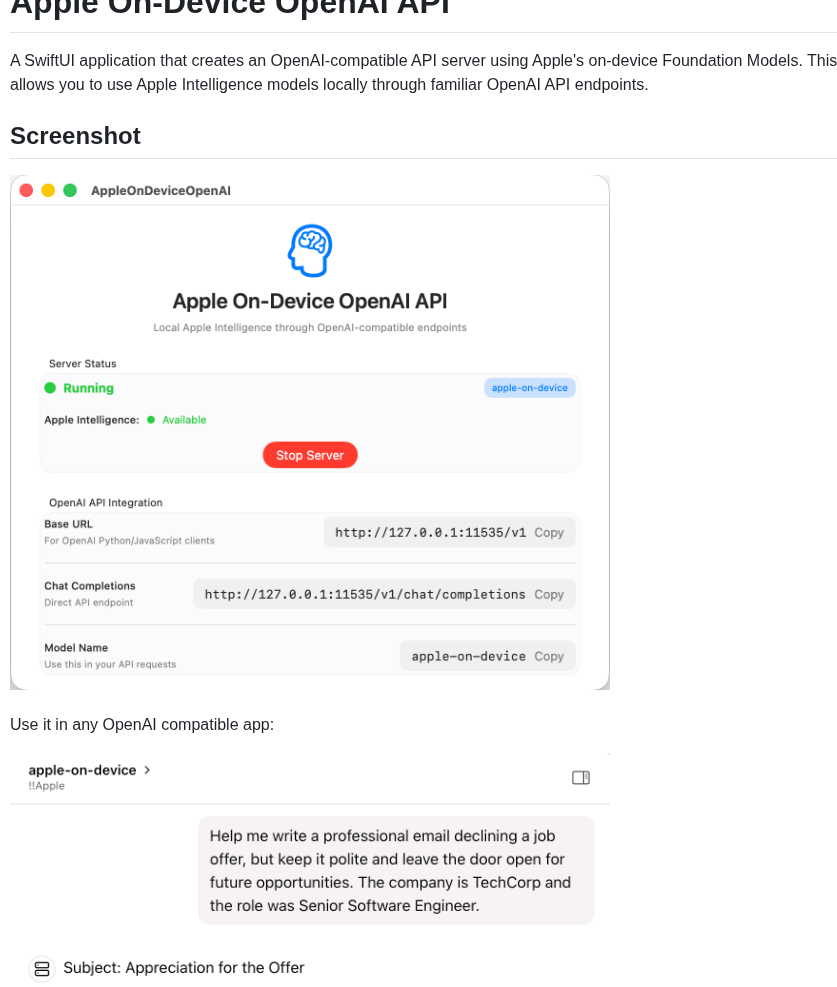 Apple On-Device OpenAI API
A SwiftUI application that creates an OpenAI-compatible API server using Apple's on-device Foundation Models. This
allows you to use Apple Intelligence models locally through familiar OpenAI API endpoints.
Screenshot
AppleOnDeviceOpenAI
Apple On-Device OpenAI API
Local Apple Intelligence through OpenAI-compatible endpoints
Server Status
Running
apple-on-device
Apple Intelligence: Available
Stop Server
OpenAI API Integration
Base URL
For OpenAI Python/JavaScript clients
http://127.0.0.1:11535/v1 Copy
Chat Completions
Direct API endpoint
http://127.0.0.1:11535/v1/chat/completions Copy
Model Name
Use this in your API requests
apple-on-device Copy
Use it in any OpenAI compatible app:
apple-on-device >
!!Apple
Help me write a professional email declining a job
offer, but keep it polite and leave the door open for
future opportunities. The company is TechCorp and
the role was Senior Software Engineer.
Subject: Appreciation for the Offer